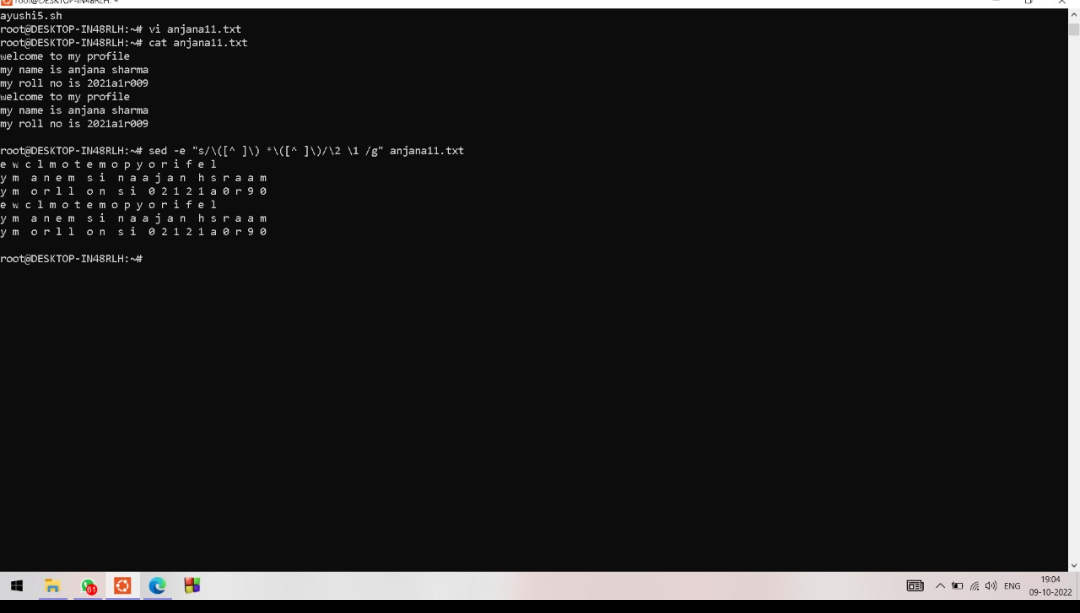 ayushi5.sh
root@DESKTOP-IN48RLH:~# vi anjana11.txt
root@DESKTOP-IN48RLH:~# cat anjana11.txt
welcome to my profile
my name is anjana sharma
my roll no is 2021a1r009
welcome to my profile
my name is anjana sharma
my roll no is 2021a1r009
root@DESKTOP-IN48RLH:~# sed -e "s/\([^ ]\) *\([^ ]\)/\2 \1 /g" anjana11.txt
e w c l m o t e m o p y o r i f e l
y m a n e m s i n a a j a n h s r a a m
y m o r l l o n s i 0 2 1 2 1 a 0 r 9 0
e w c l m o t e m o p y o r i f e l
y m a n e m s i n a a j a n h s r a a m
y m o r l l o n s i 0 2 1 2 1 a 0 r 9 0
root@DESKTOP-IN48RLH:~#
61
ENG
19:04
09-10-2022